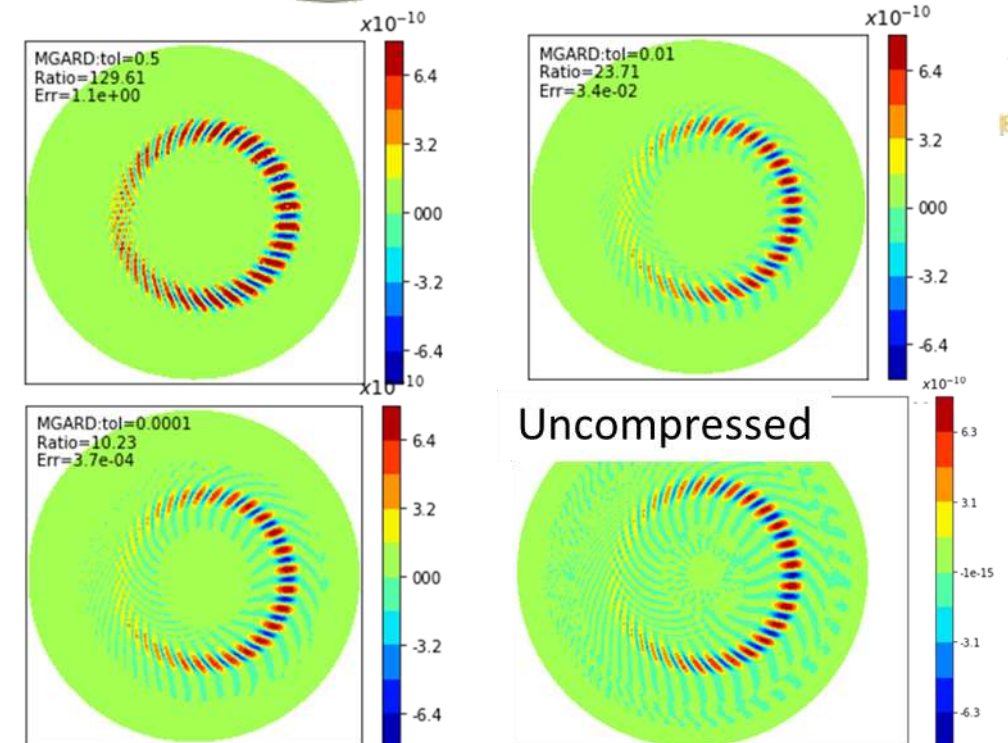 x10^-10
MGARD:tol=0.5
Ratio=129.61
Err=1.1e+00
6.4
3.2
000
-3.2
-6.4
10
x10^-10
MGARD:tol=0.01
Ratio=23.71
Err=3.4e-02
6.4
3.2
000
-3.2
-6.4
x10
MGARD:tol=0.0001
Ratio=10.23
Err=3.7e-04
6.4
3.2
000
-3.2
-6.4
x10^-10
Uncompressed
6.3
3.1
-1e-15
-3.1
-6.3